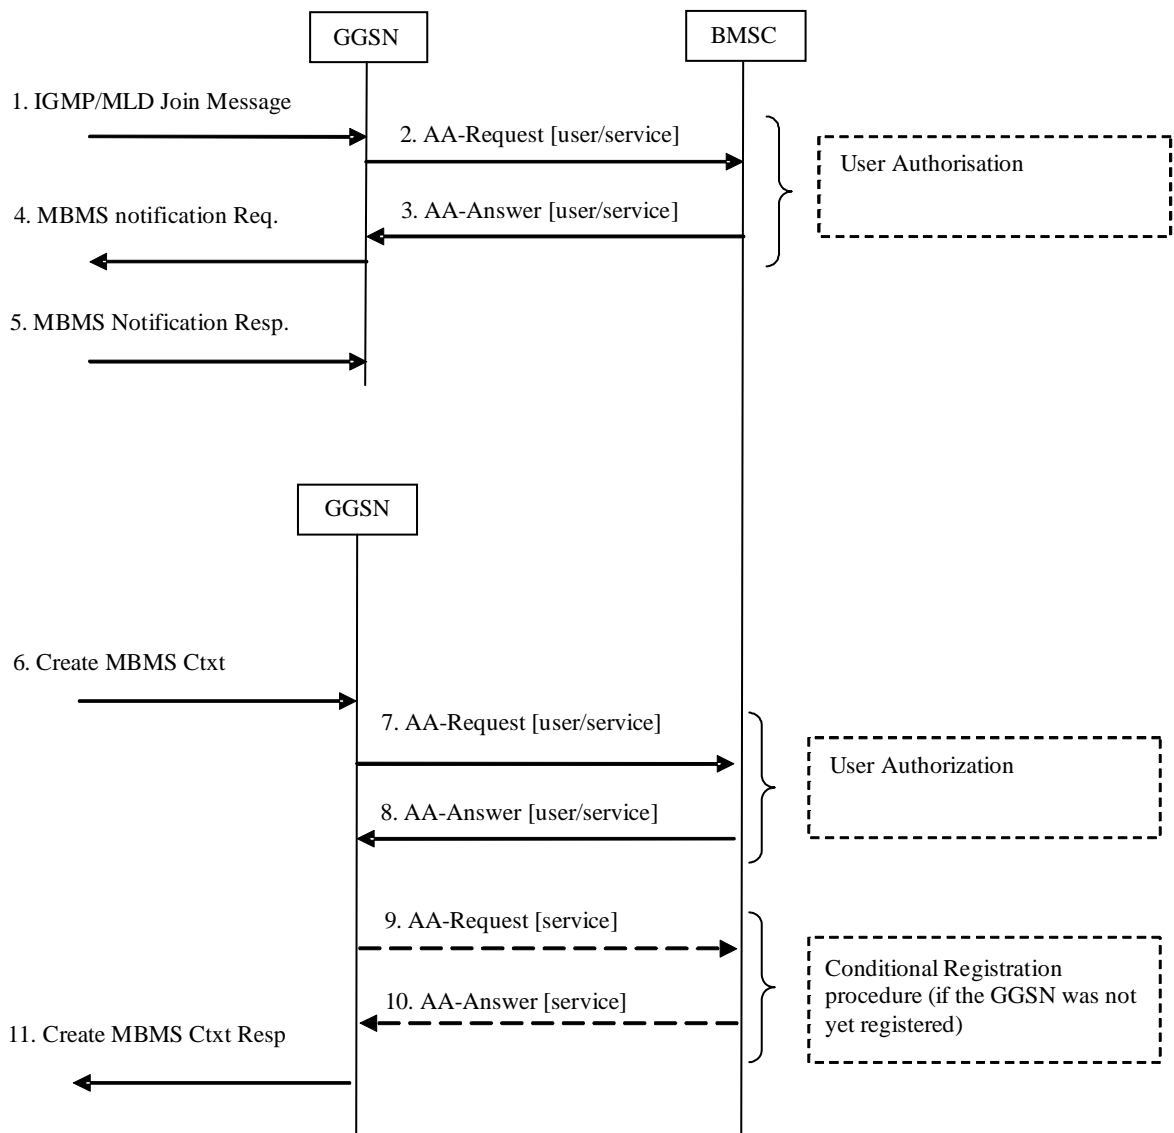 GGSN
BMSC
1. IGMP/MLD Join Message
2. AA-Request [user/service]
User Authorisation
3. AA-Answer [user/service]
4. MBMS notification Req.
5. MBMS Notification Resp.
GGSN
6. Create MBMS Ctxt
7. AA-Request [user/service]
User Authorization
8. AA-Answer [user/service]
9. AA-Request [service]
Conditional Registration
procedure (if the GGSN was not
yet registered)
10. AA-Answer [service]
11. Create MBMS Ctxt Resp